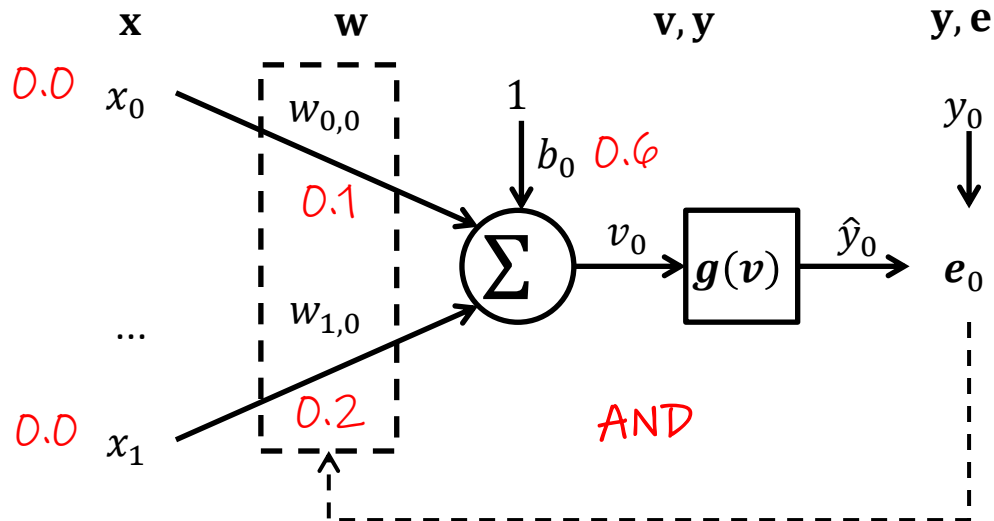 x w v, y y, e
0.0 x₀ w₀,₀ 1 y₀
0.1 b₀ 0.6
Σ v₀ g(v) ŷ₀ e₀
... w₁,₀
0.0 x₁ 0.2 AND